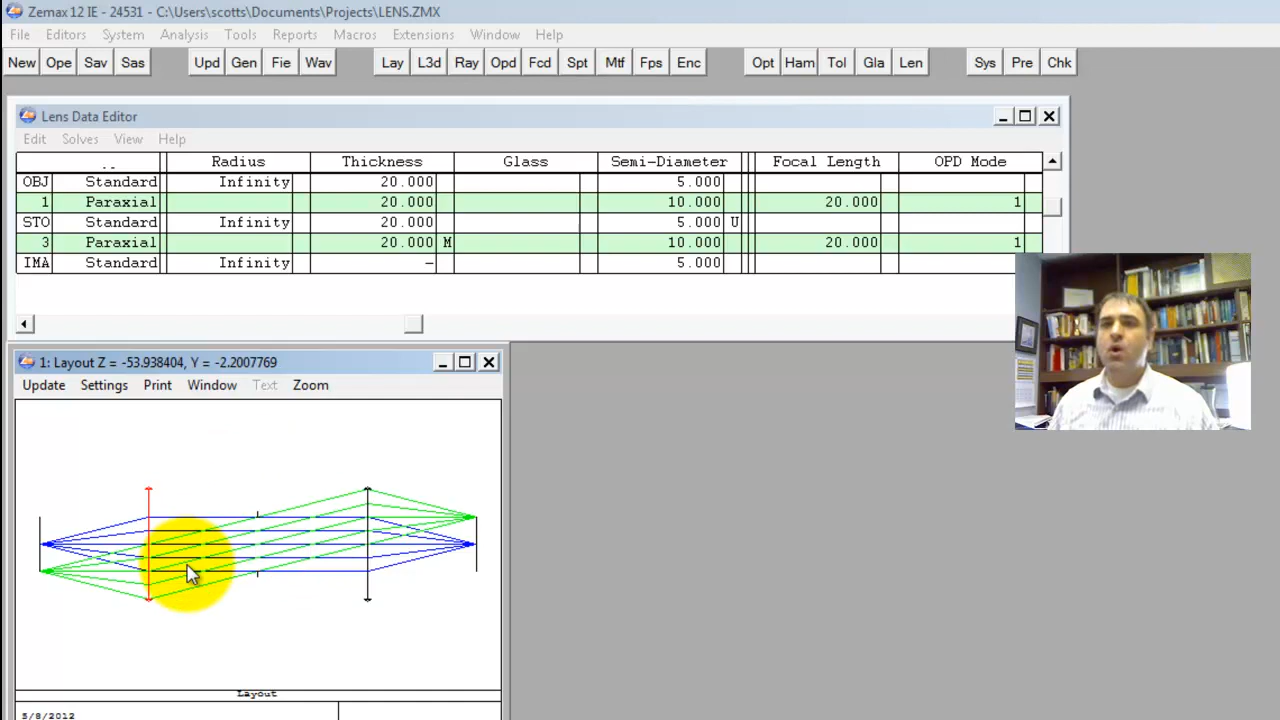 Zemax 12 IE - 24531 - C:\Users\scotts\Documents\Projects\LENS.ZMX
File Editors System Analysis Tools Reports Macros Extensions Window Help
New Ope Sav Sas Upd Gen Fie Wav Lay L3d Ray Opd Fcd Spt Mtf Fps Enc Opt Ham Tol Gla Len Sys Pre Chk
Lens Data Editor
Edit Solves View Help
Radius Thickness Glass Semi-Diameter Focal Length OPD Mode
OBJ Standard Infinity 20.000 5.000
1 Paraxial 20.000 10.000 20.000 1
STO Standard Infinity 20.000 5.000 U
3 Paraxial 20.000 M 10.000 20.000 1
IMA Standard Infinity - 5.000
1: Layout Z = -53.938404, Y = -2.2007769
Update Settings Print Window Text Zoom
Layout
5/8/2012